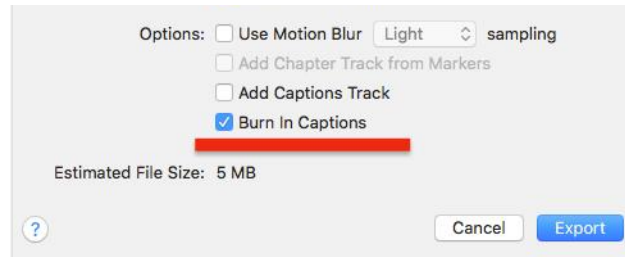 Options: Use Motion Blur Light sampling
Add Chapter Track from Markers
Add Captions Track
Burn In Captions
Estimated File Size: 5 MB
? Cancel Export